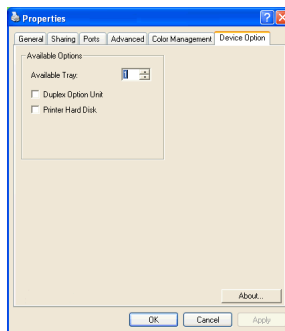 Properties
General Sharing Ports Advanced Color Management Device Option
Available Options
Available Tray: 1
Duplex Option Unit
Printer Hard Disk
About...
OK Cancel Apply